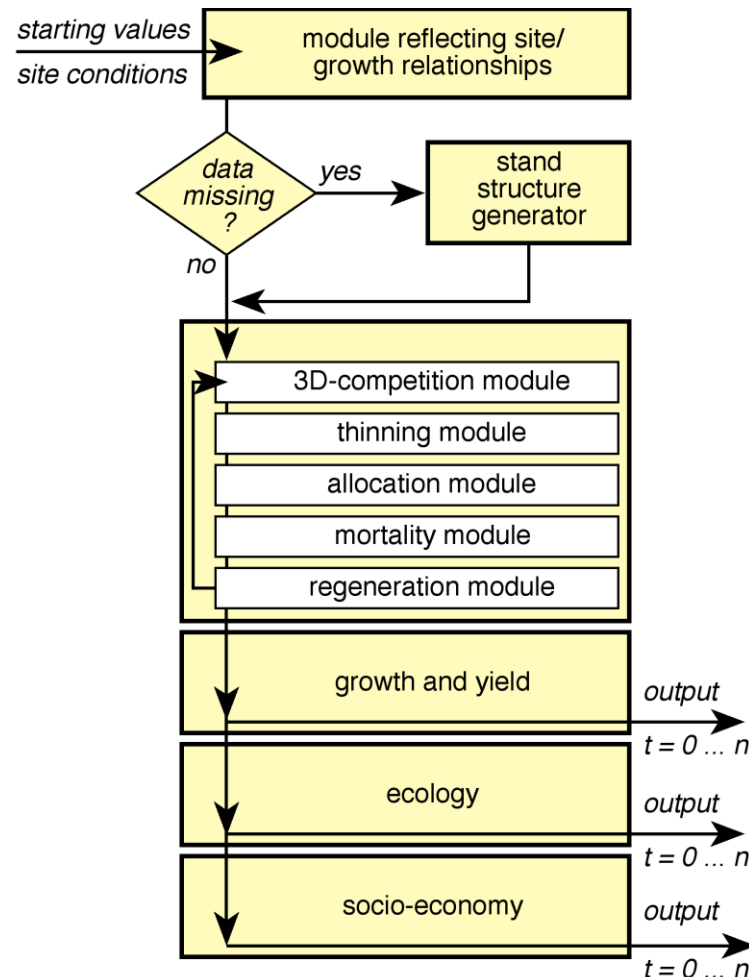 starting values
site conditions
module reflecting site/
growth relationships
data
missing
?
yes
no
stand
structure
generator
3D-competition module
thinning module
allocation module
mortality module
regeneration module
growth and yield
output
t = 0 ... n
ecology
output
t = 0 ... n
socio-economy
output
t = 0 ... n